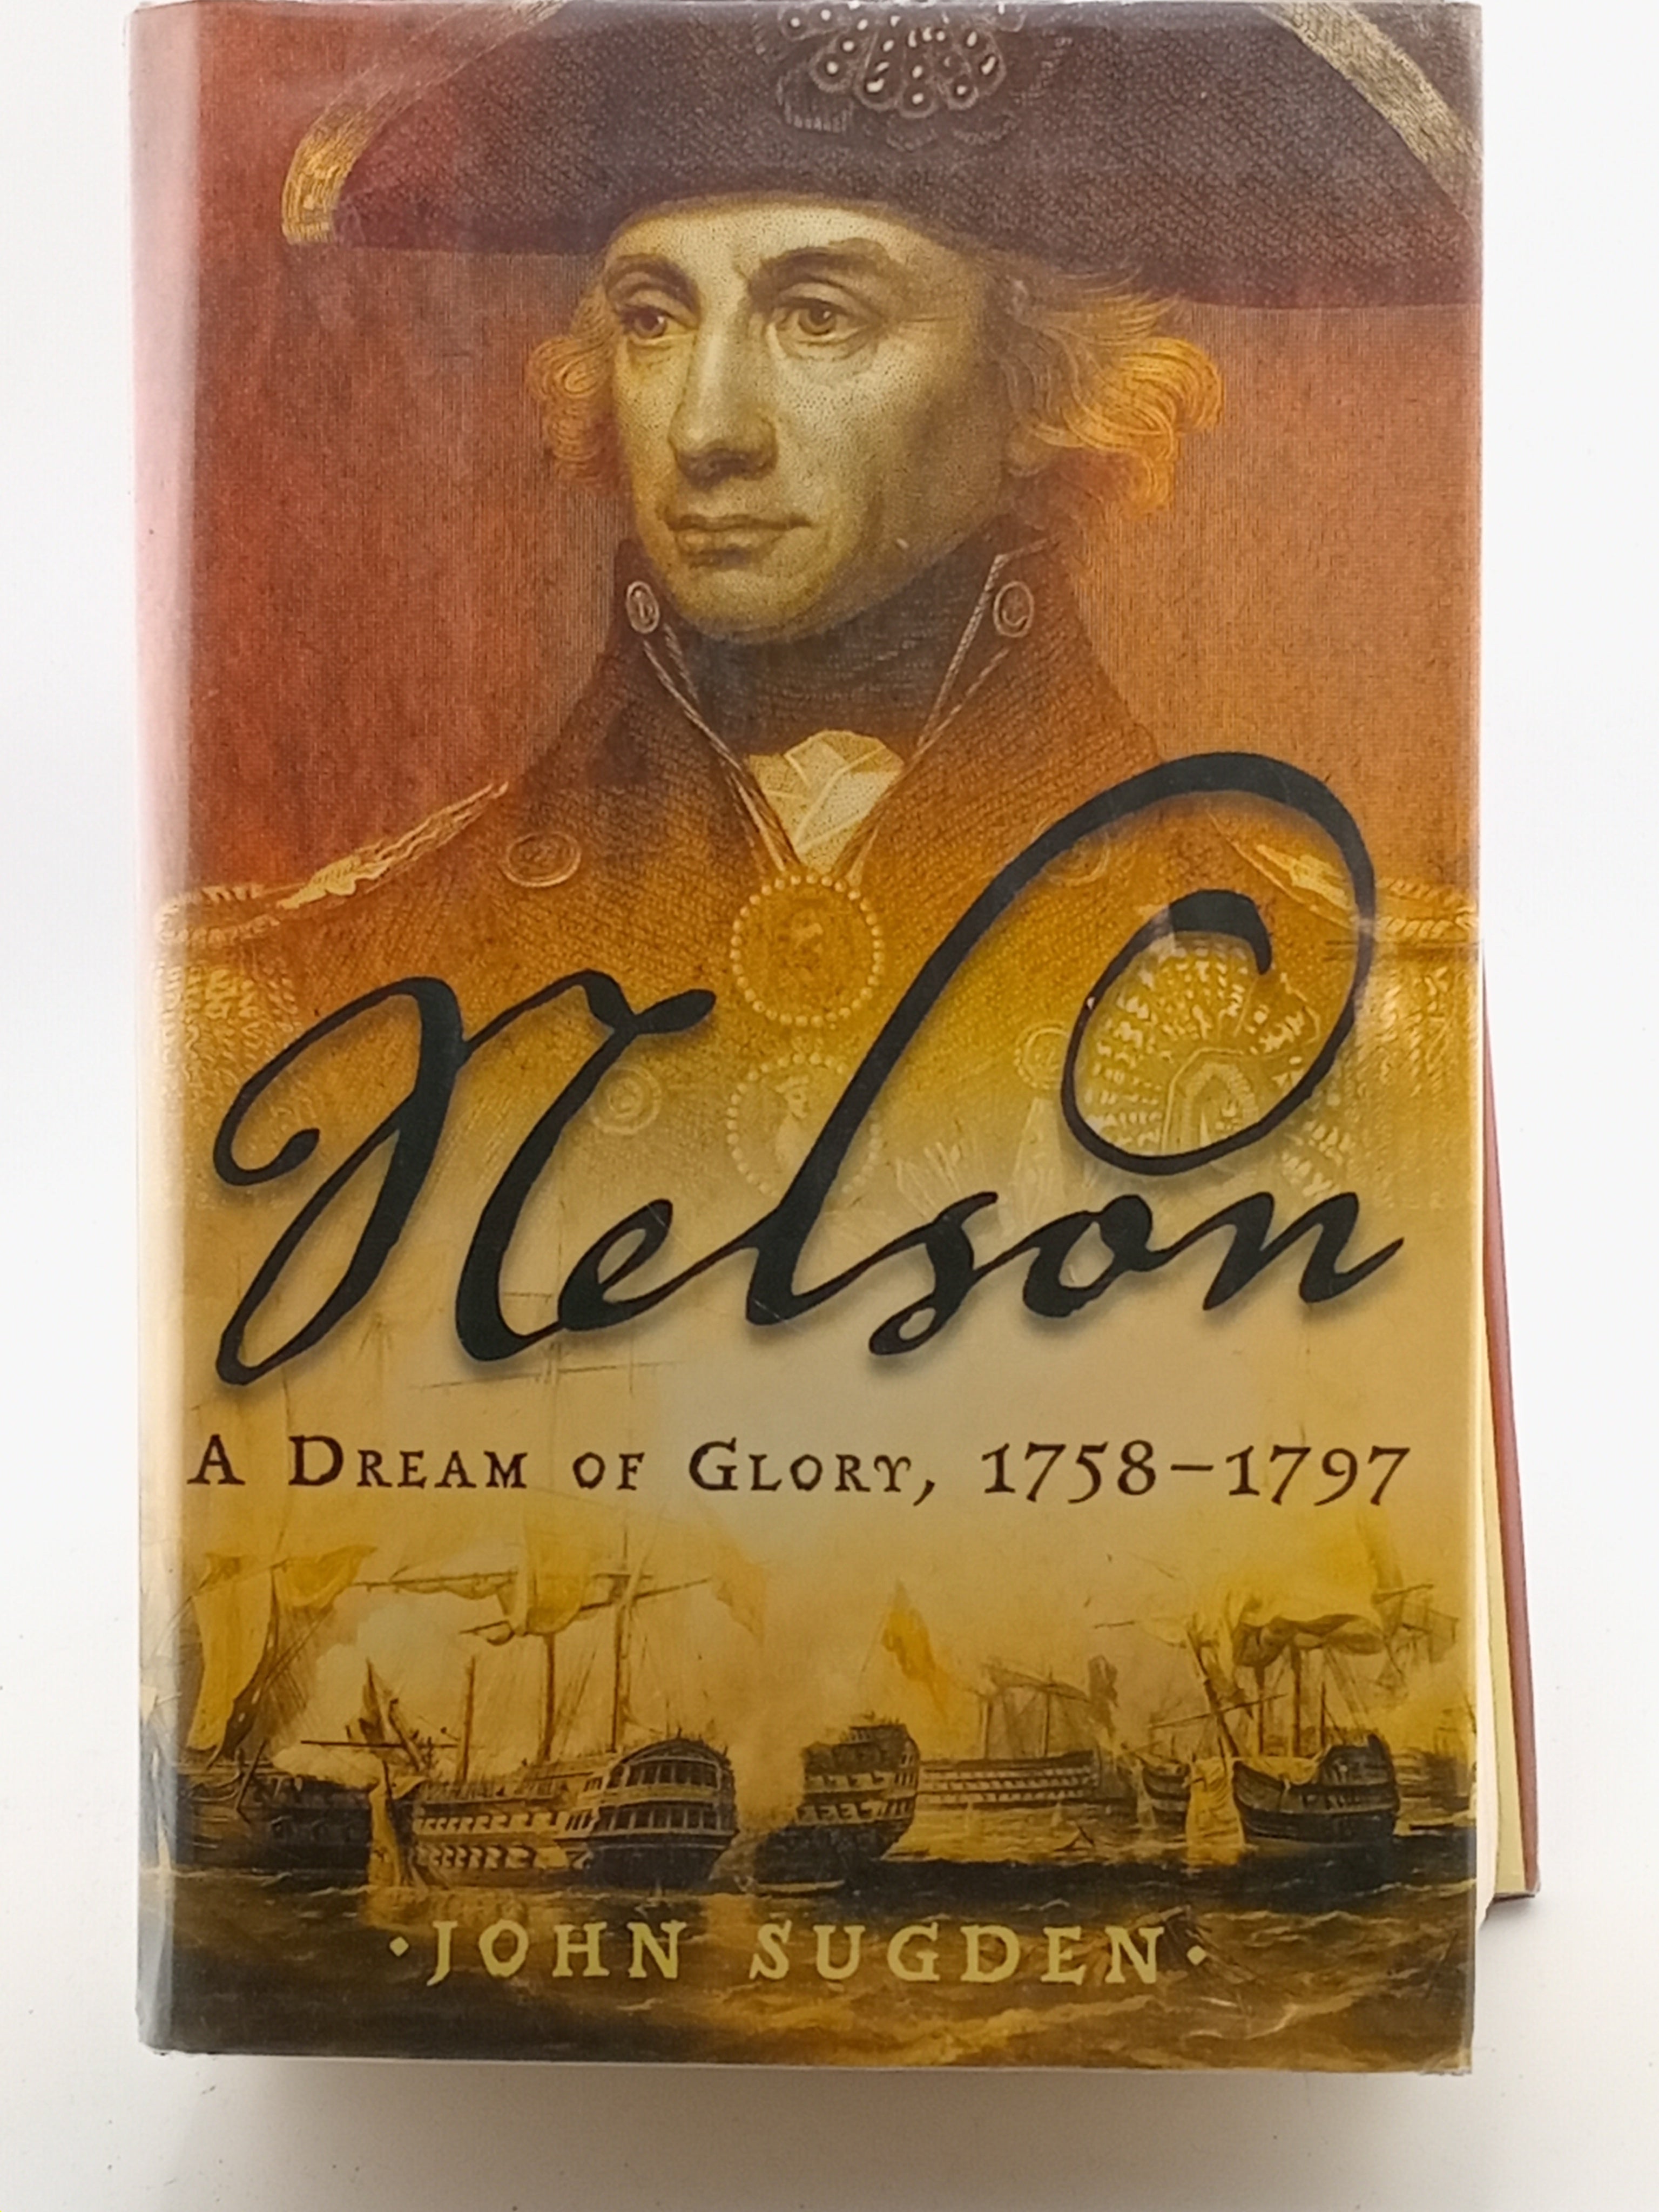 Nelson
A DREAM OF GLORY, 1758–1797
·JOHN SUGDEN·